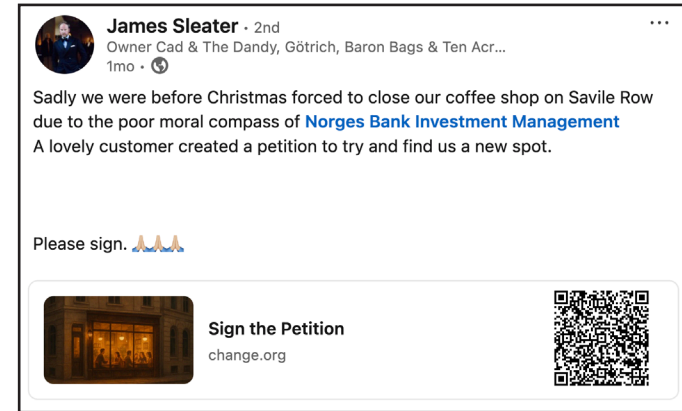 James Sleater · 2nd
Owner Cad & The Dandy, Götrich, Baron Bags & Ten Acr...
1mo •
Sadly we were before Christmas forced to close our coffee shop on Savile Row
due to the poor moral compass of Norges Bank Investment Management
A lovely customer created a petition to try and find us a new spot.
Please sign. 🙏🏼🙏🏼🙏🏼
Sign the Petition
change.org